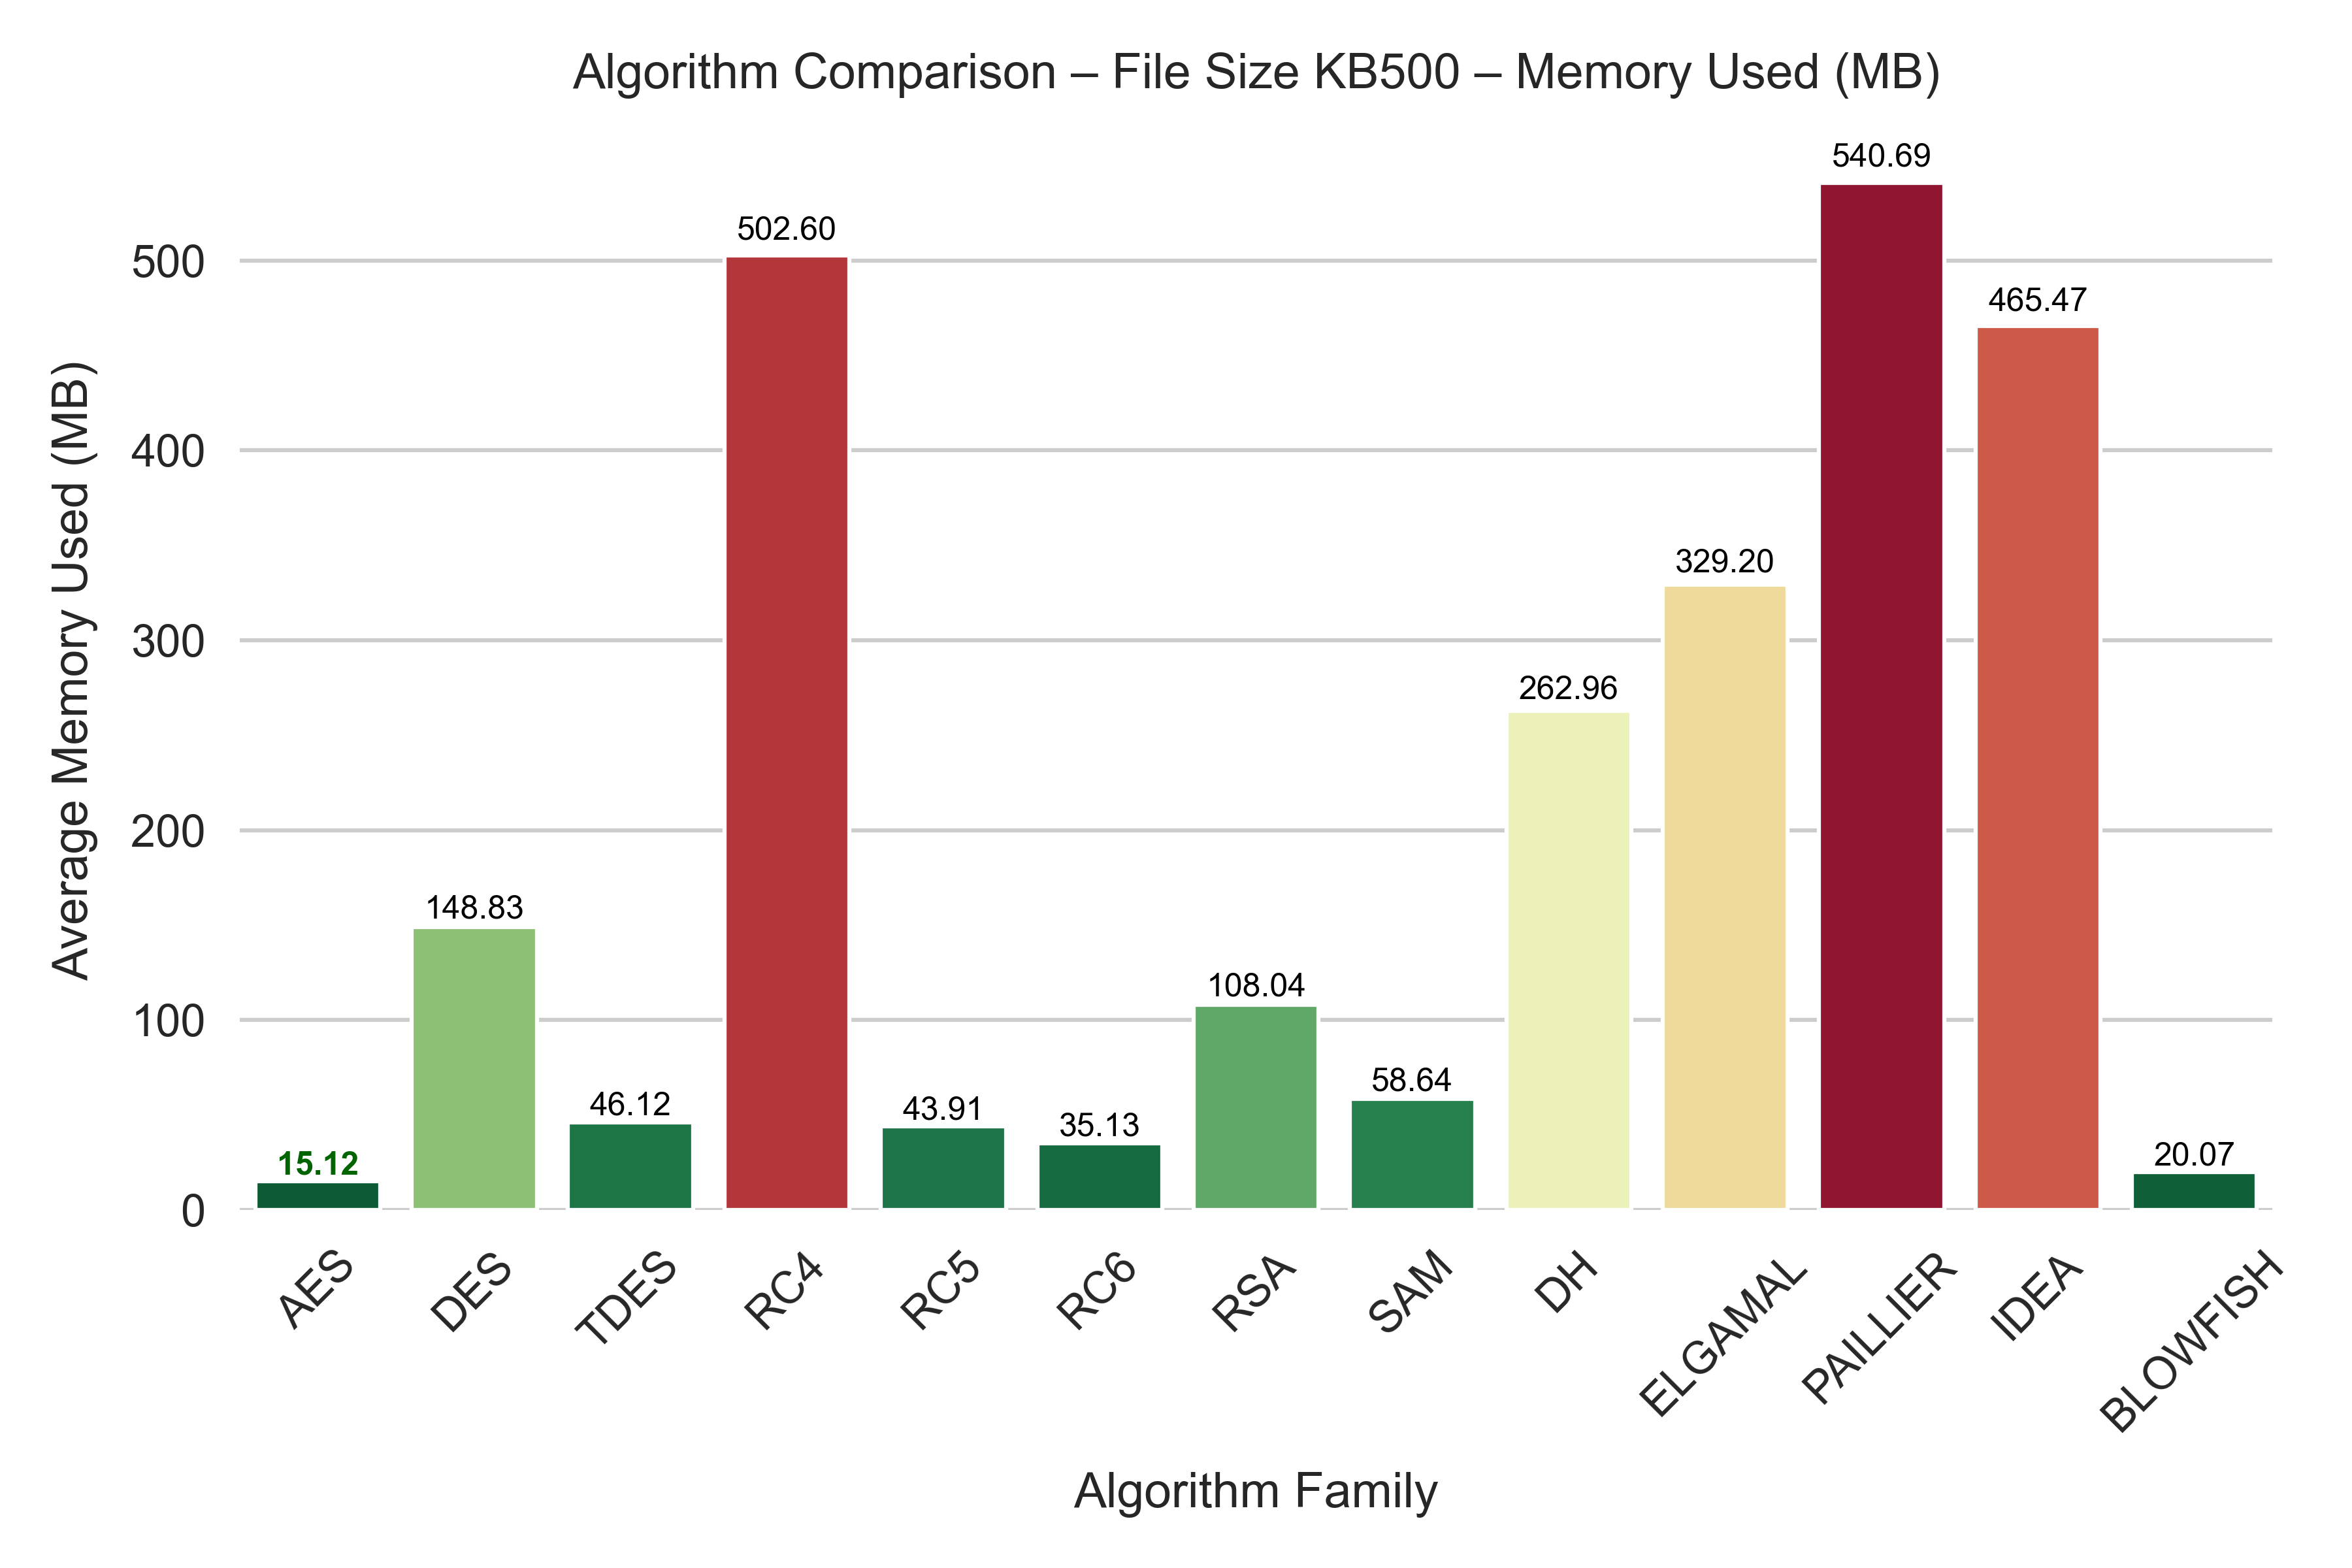 Algorithm Comparison – File Size KB500 – Memory Used (MB)
Average Memory Used (MB)
500
400
300
200
100
0
15.12
148.83
46.12
502.60
43.91
35.13
108.04
58.64
262.96
329.20
540.69
465.47
20.07
AES
DES
TDES
RC4
RC5
RC6
RSA
SAM
DH
ELGAMAL
PAILLIER
IDEA
BLOWFISH
Algorithm Family